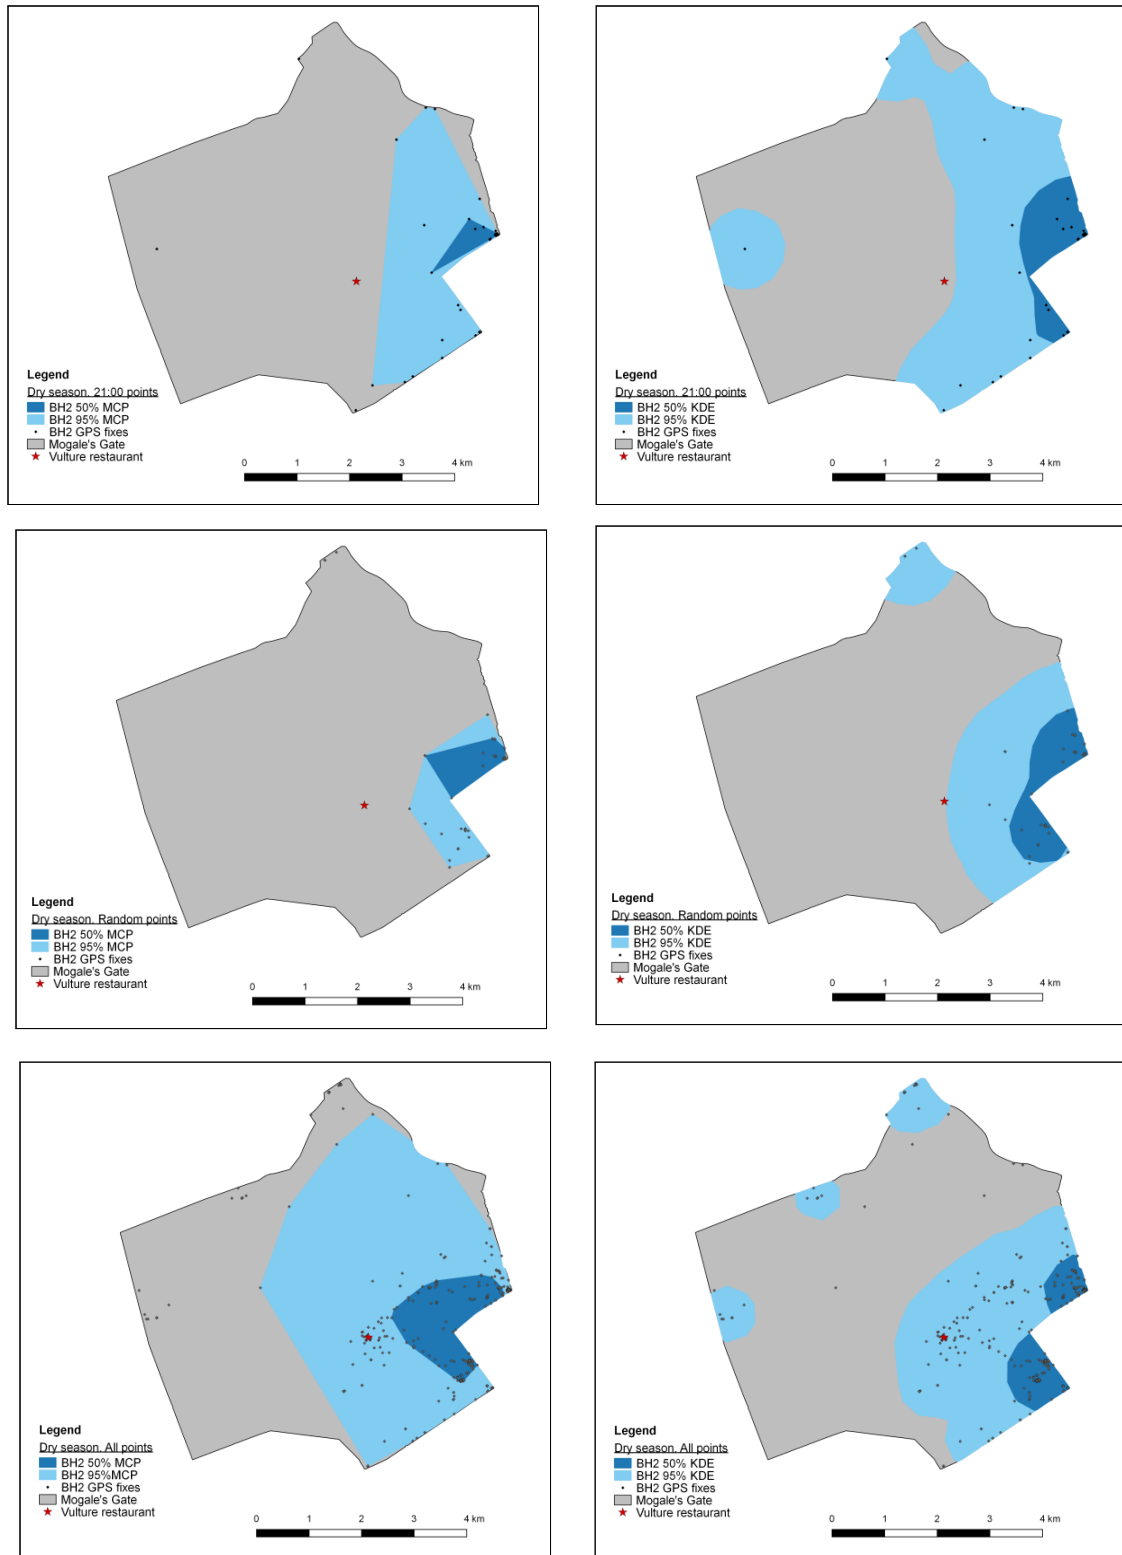 Legend
Dry season. 21:00 points
BH2 50% MCP
BH2 95% MCP
BH2 GPS fixes
Mogale's Gate
Vulture restaurant
0 1 2 3 4 km
Legend
Dry season. 21:00 points
BH2 50% KDE
BH2 95% KDE
BH2 GPS fixes
Mogale's Gate
Vulture restaurant
0 1 2 3 4 km
Legend
Dry season. Random points
BH2 50% MCP
BH2 95% MCP
BH2 GPS fixes
Mogale's Gate
Vulture restaurant
0 1 2 3 4 km
Legend
Dry season. Random points
BH2 50% KDE
BH2 95% KDE
BH2 GPS fixes
Mogale's Gate
Vulture restaurant
0 1 2 3 4 km
Legend
Dry season. All points
BH2 50% MCP
BH2 95%MCP
BH2 GPS fixes
Mogale's Gate
Vulture restaurant
0 1 2 3 4 km
Legend
Dry season. All points
BH2 50% KDE
BH2 95% KDE
BH2 GPS fixes
Mogale's Gate
Vulture restaurant
0 1 2 3 4 km